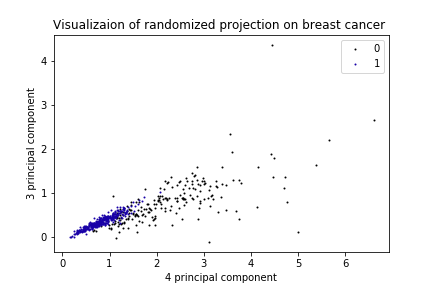 Visualizaion of randomized projection on breast cancer
0
1
4
3
2
1
0
3 principal component
0 1 2 3 4 5 6
4 principal component